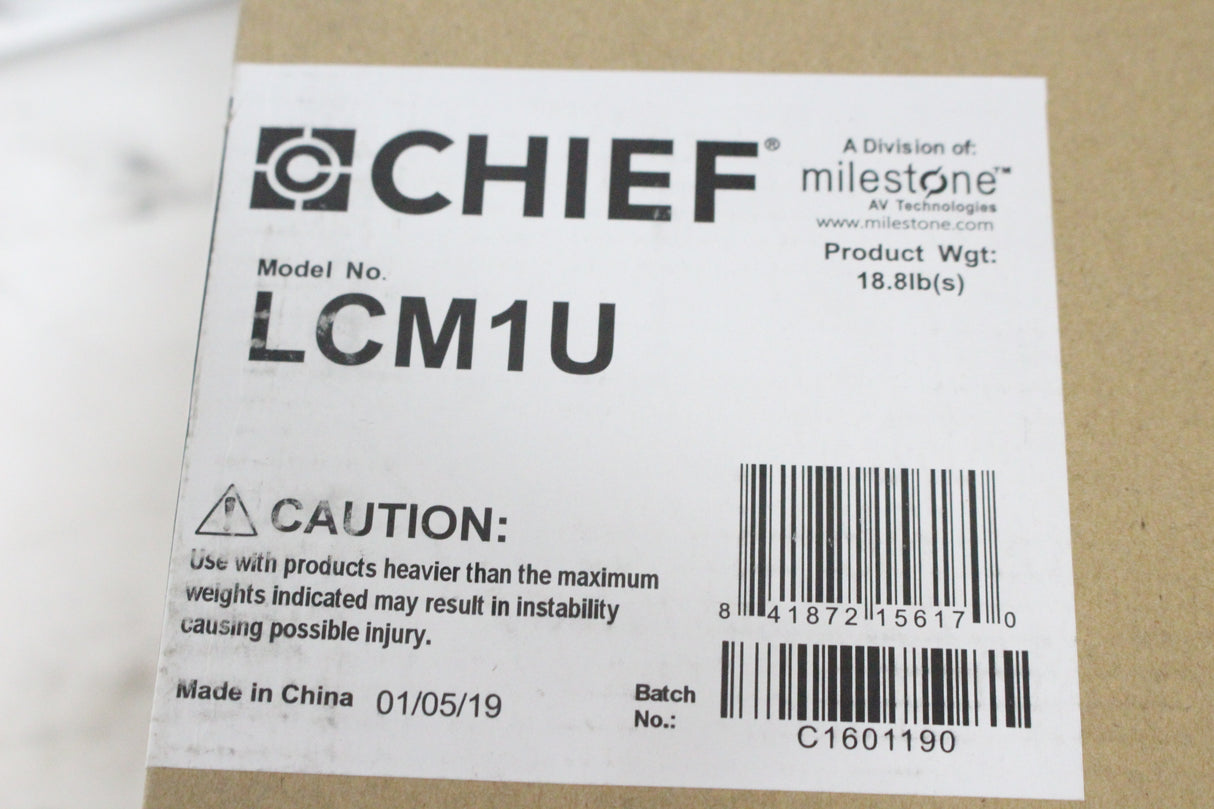 CHIEF®
A Division of:
milestone™
AV Technologies
www.milestone.com
Product Wgt:
18.8lb(s)
Model No.
LCM1U
CAUTION:
Use with products heavier than the maximum
weights indicated may result in instability
causing possible injury.
8 41872 15617 0
Made in China 01/05/19
Batch
No.:
C1601190